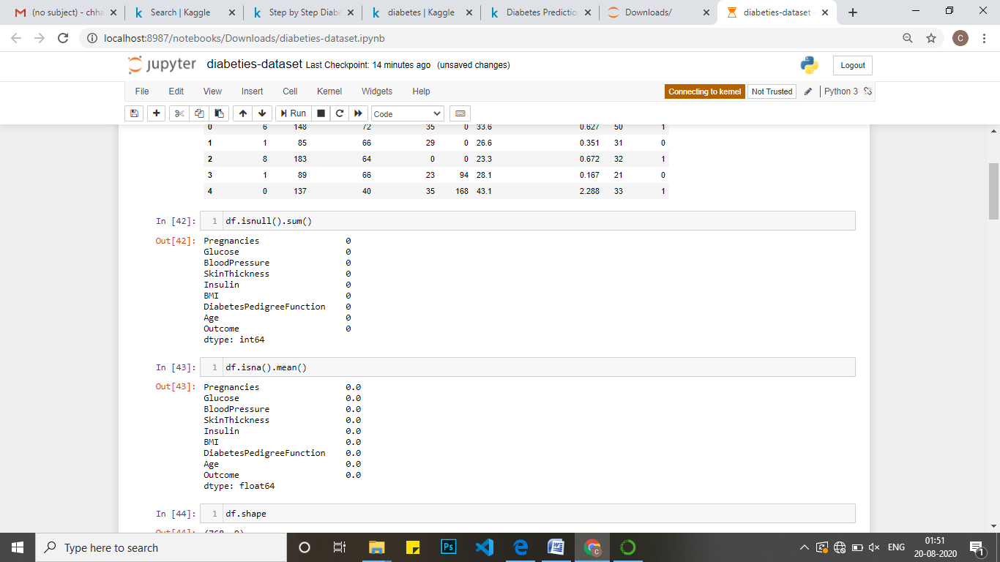 (no subject) - chha
Search | Kaggle
Step by Step Diabe
diabetes | Kaggle
Diabetes Predictio
Downloads/
diabeties-dataset -
localhost:8987/notebooks/Downloads/diabeties-dataset.ipynb
C
jupyter diabeties-dataset Last Checkpoint: 14 minutes ago (unsaved changes)
Logout
File Edit View Insert Cell Kernel Widgets Help
Connecting to kernel Not Trusted Python 3
Run Code
0 6 148 72 35 0 33.6 0.627 50 1
1 1 85 66 29 0 26.6 0.351 31 0
2 8 183 64 0 0 23.3 0.672 32 1
3 1 89 66 23 94 28.1 0.167 21 0
4 0 137 40 35 168 43.1 2.288 33 1
In [42]: 1 df.isnull().sum()
Out[42]: Pregnancies 0
Glucose 0
BloodPressure 0
SkinThickness 0
Insulin 0
BMI 0
DiabetesPedigreeFunction 0
Age 0
Outcome 0
dtype: int64
In [43]: 1 df.isna().mean()
Out[43]: Pregnancies 0.0
Glucose 0.0
BloodPressure 0.0
SkinThickness 0.0
Insulin 0.0
BMI 0.0
DiabetesPedigreeFunction 0.0
Age 0.0
Outcome 0.0
dtype: float64
In [44]: 1 df.shape
Out[44]: (768, 9)
Type here to search
Ps
ENG
01:51
20-08-2020
1